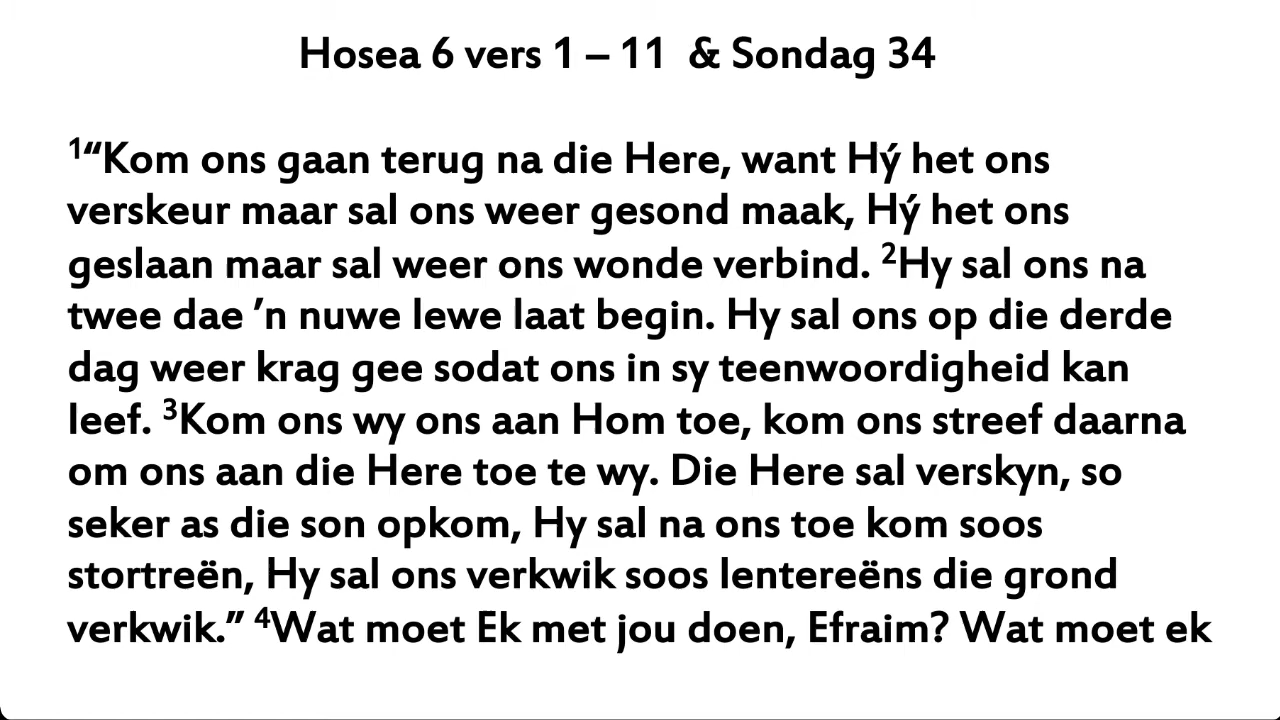 Hosea 6 vers 1 – 11 & Sondag 34
¹“Kom ons gaan terug na die Here, want Hý het ons
verskeur maar sal ons weer gesond maak, Hý het ons
geslaan maar sal weer ons wonde verbind. ²Hy sal ons na
twee dae ’n nuwe lewe laat begin. Hy sal ons op die derde
dag weer krag gee sodat ons in sy teenwoordigheid kan
leef. ³Kom ons wy ons aan Hom toe, kom ons streef daarna
om ons aan die Here toe te wy. Die Here sal verskyn, so
seker as die son opkom, Hy sal na ons toe kom soos
stortreën, Hy sal ons verkwik soos lentereëns die grond
verkwik.” ⁴Wat moet Ek met jou doen, Efraim? Wat moet ek